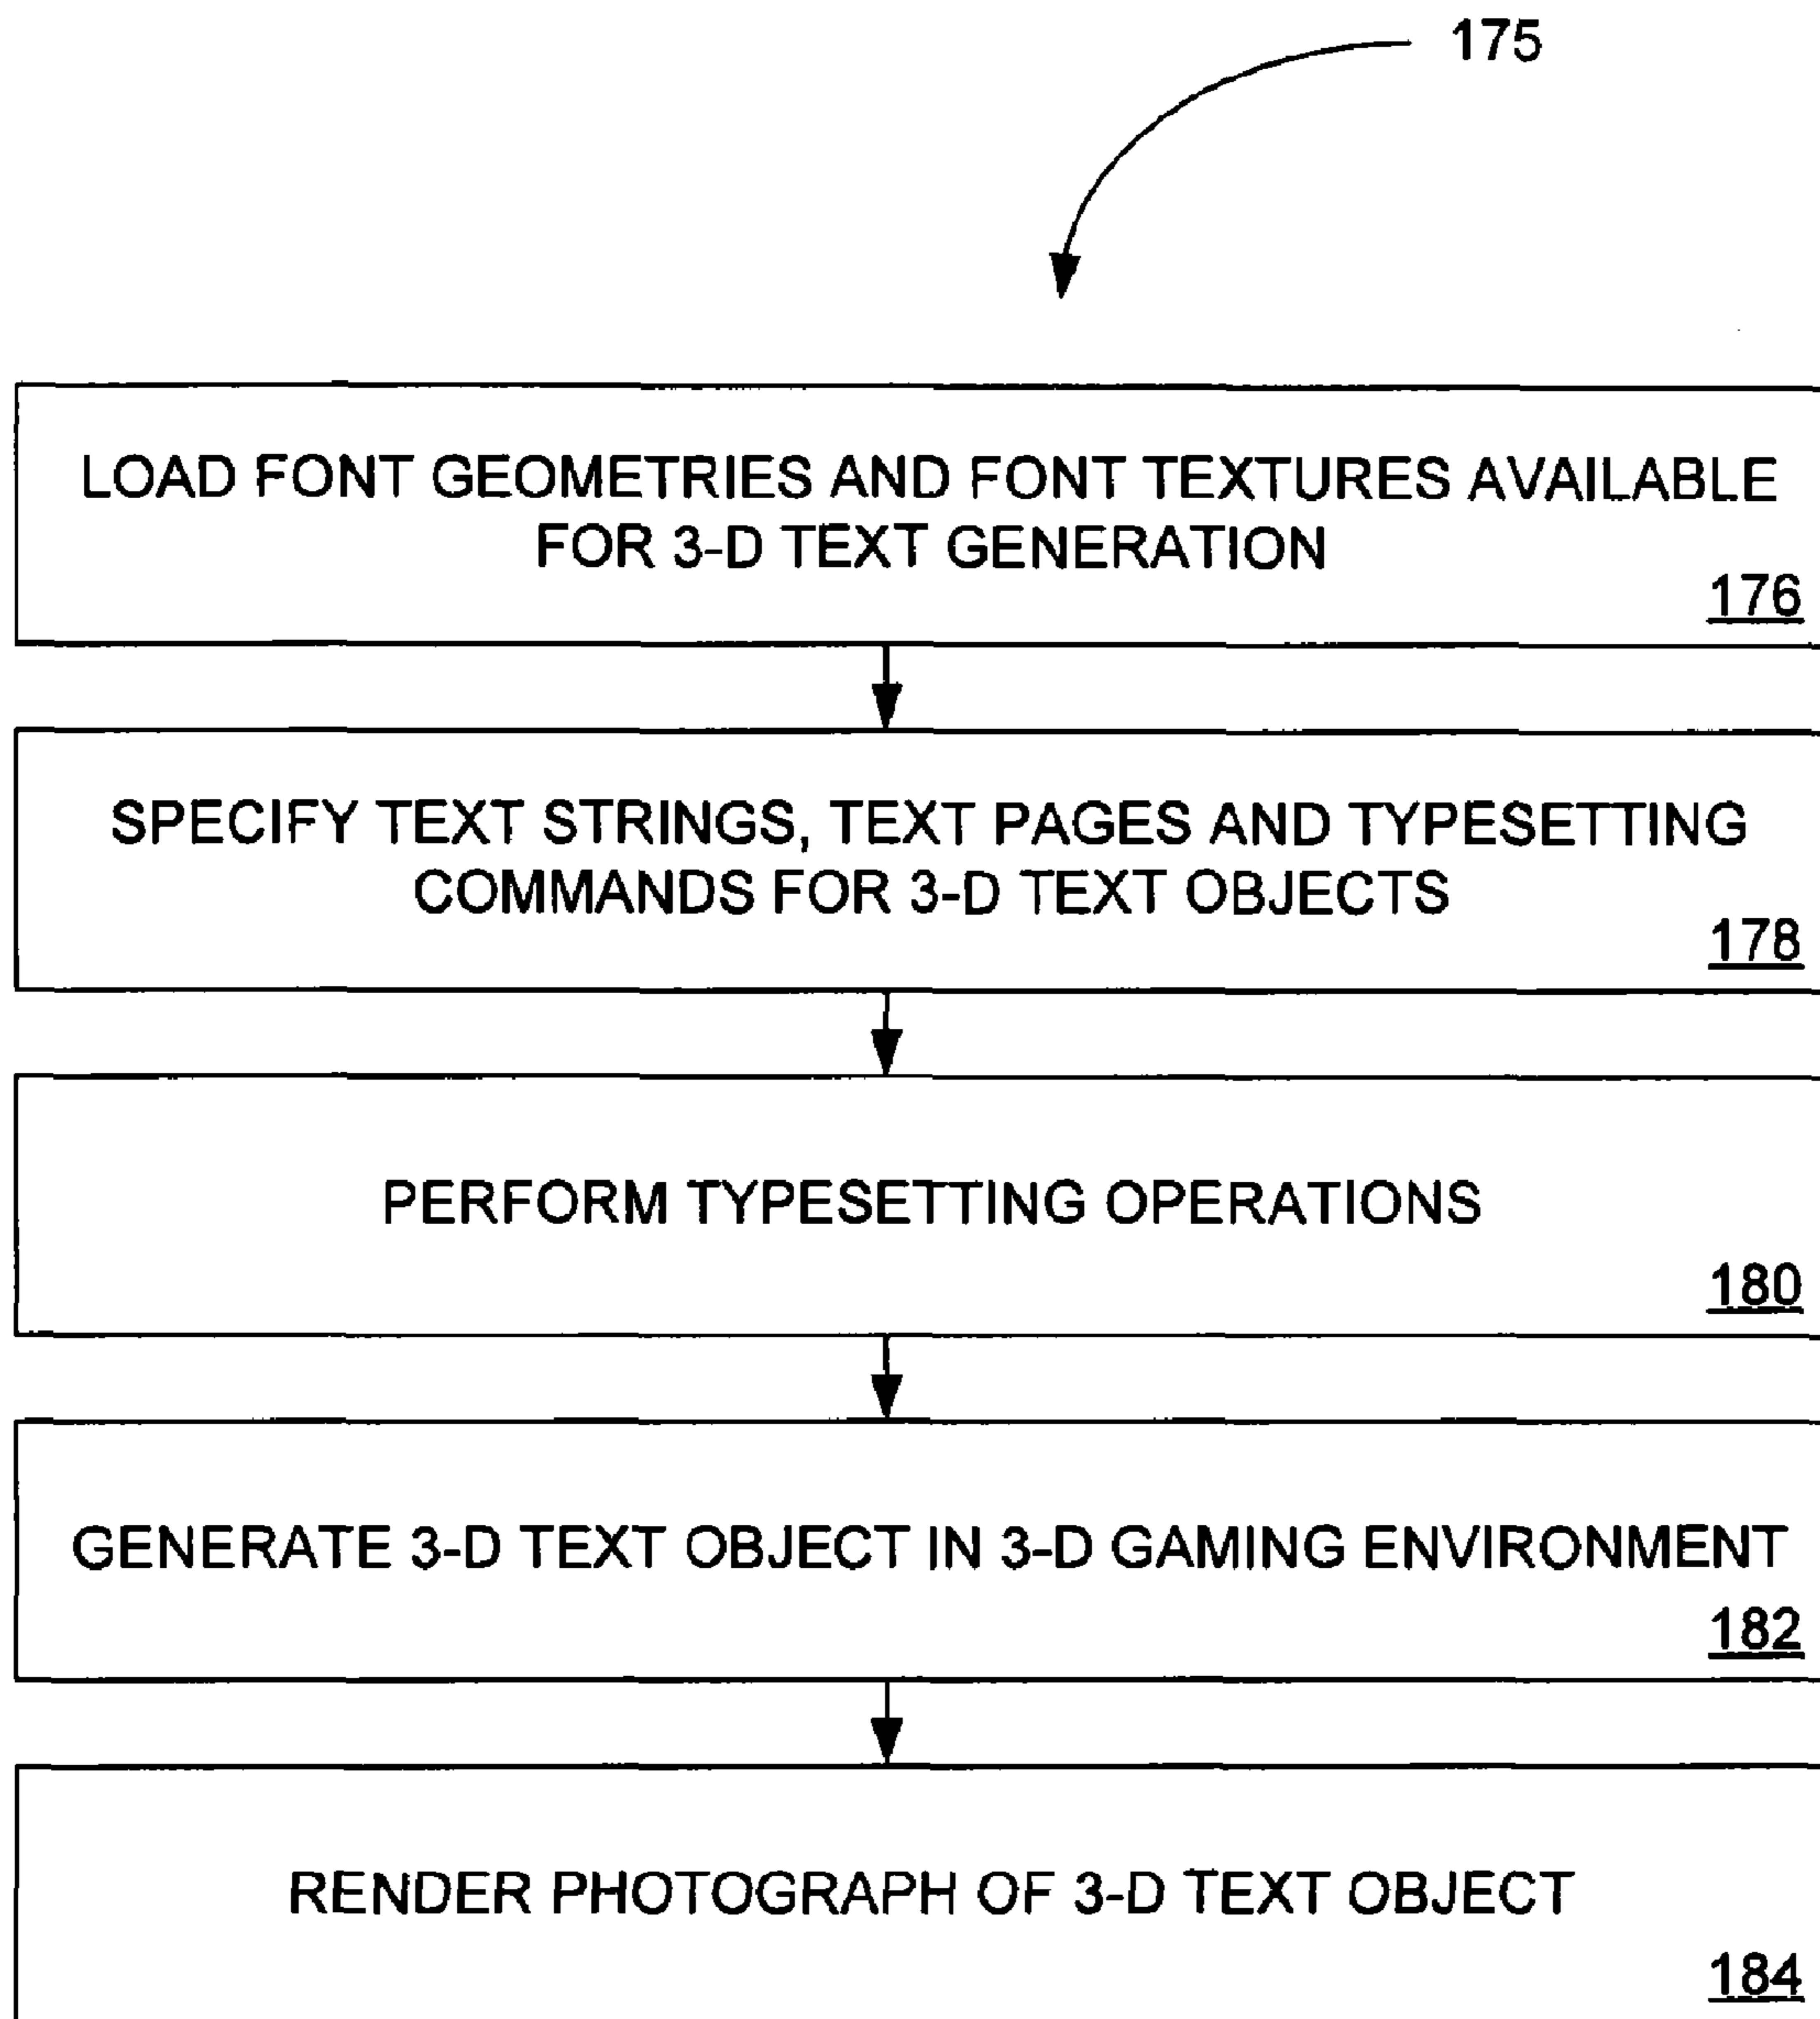 175
LOAD FONT GEOMETRIES AND FONT TEXTURES AVAILABLE
FOR 3-D TEXT GENERATION
176
SPECIFY TEXT STRINGS, TEXT PAGES AND TYPESETTING
COMMANDS FOR 3-D TEXT OBJECTS
178
PERFORM TYPESETTING OPERATIONS
180
GENERATE 3-D TEXT OBJECT IN 3-D GAMING ENVIRONMENT
182
RENDER PHOTOGRAPH OF 3-D TEXT OBJECT
184